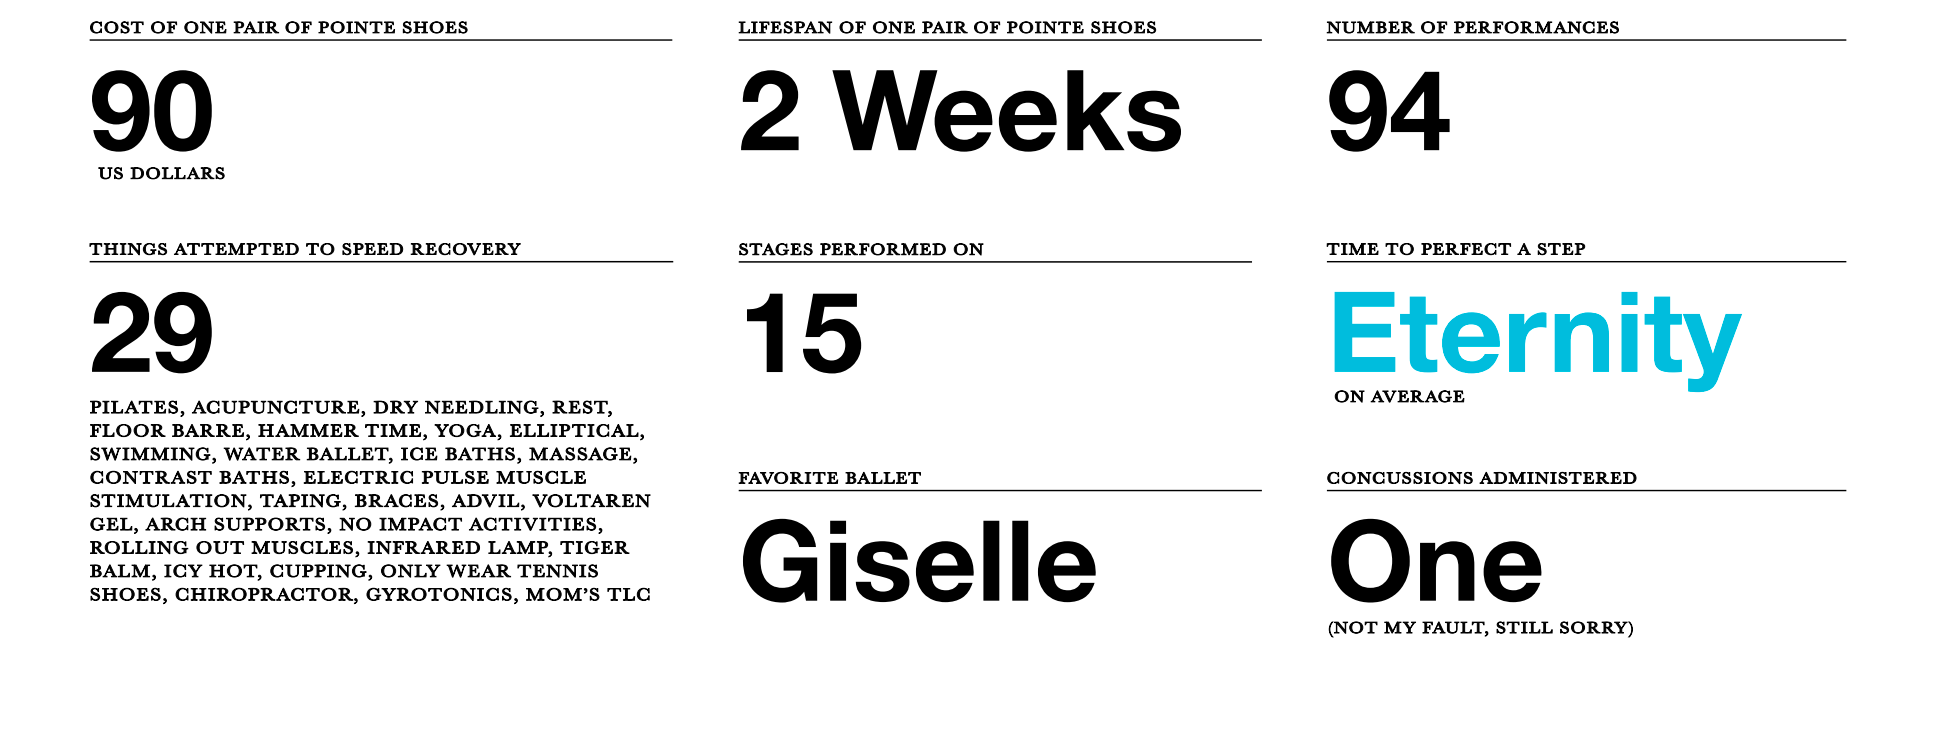 COST OF ONE PAIR OF POINTE SHOES
90
US DOLLARS
LIFESPAN OF ONE PAIR OF POINTE SHOES
2 Weeks
NUMBER OF PERFORMANCES
94
THINGS ATTEMPTED TO SPEED RECOVERY
29
PILATES, ACUPUNCTURE, DRY NEEDLING, REST,
FLOOR BARRE, HAMMER TIME, YOGA, ELLIPTICAL,
SWIMMING, WATER BALLET, ICE BATHS, MASSAGE,
CONTRAST BATHS, ELECTRIC PULSE MUSCLE
STIMULATION, TAPING, BRACES, ADVIL, VOLTAREN
GEL, ARCH SUPPORTS, NO IMPACT ACTIVITIES,
ROLLING OUT MUSCLES, INFRARED LAMP, TIGER
BALM, ICY HOT, CUPPING, ONLY WEAR TENNIS
SHOES, CHIROPRACTOR, GYROTONICS, MOM'S TLC
STAGES PERFORMED ON
15
TIME TO PERFECT A STEP
Eternity
ON AVERAGE
FAVORITE BALLET
Giselle
CONCUSSIONS ADMINISTERED
One
(NOT MY FAULT, STILL SORRY)